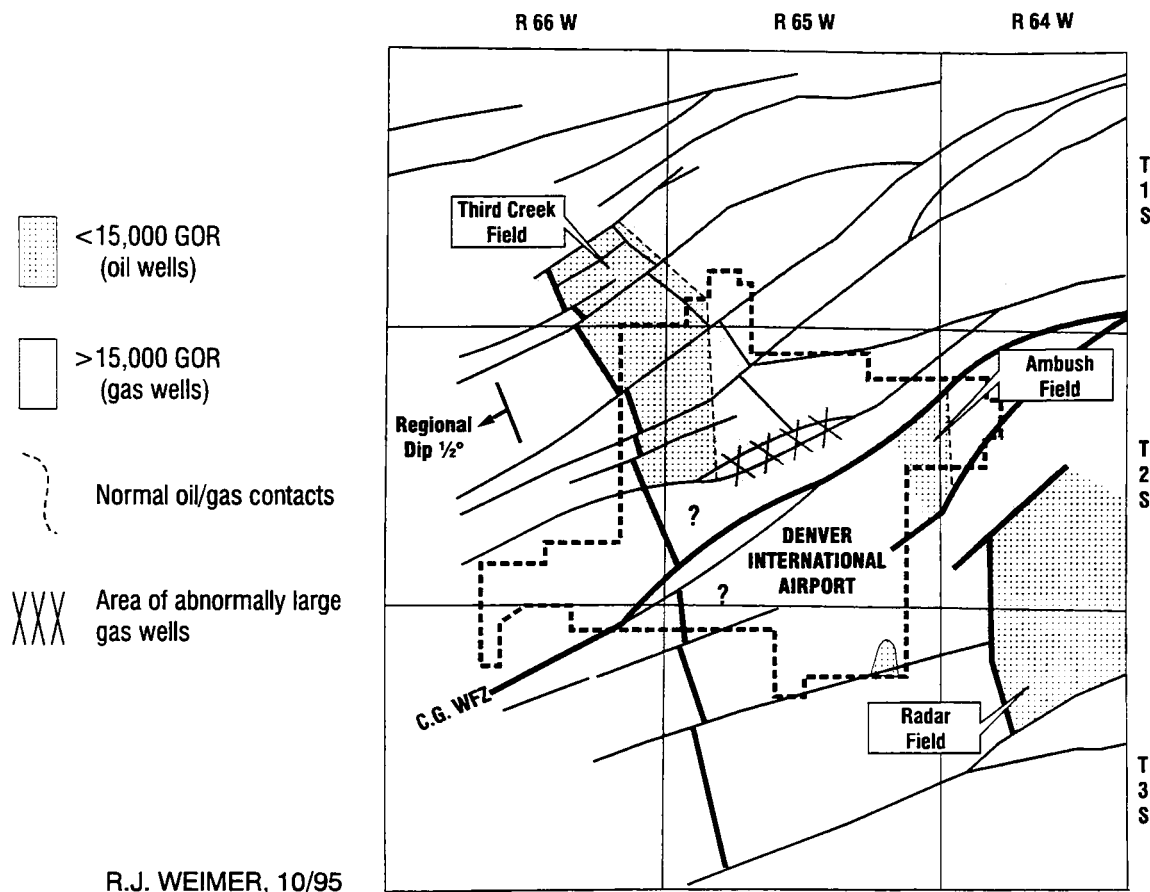 R 66 W
R 65 W
R 64 W
T
1
S
T
2
S
T
3
S
<15,000 GOR
(oil wells)
>15,000 GOR
(gas wells)
Normal oil/gas contacts
Area of abnormally large
gas wells
Third Creek
Field
Regional
Dip ½°
Ambush
Field
?
DENVER
INTERNATIONAL
AIRPORT
?
C.G. WFZ
Radar
Field
R.J. WEIMER, 10/95